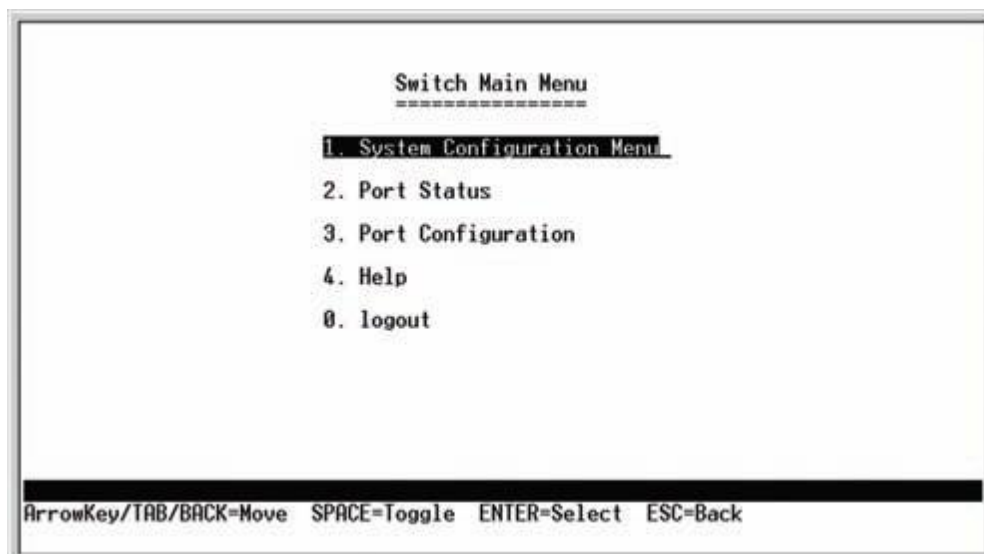 Switch Main Menu
================
1. System Configuration Menu
2. Port Status
3. Port Configuration
4. Help
0. logout
ArrowKey/TAB/BACK=Move SPACE=Toggle ENTER=Select ESC=Back